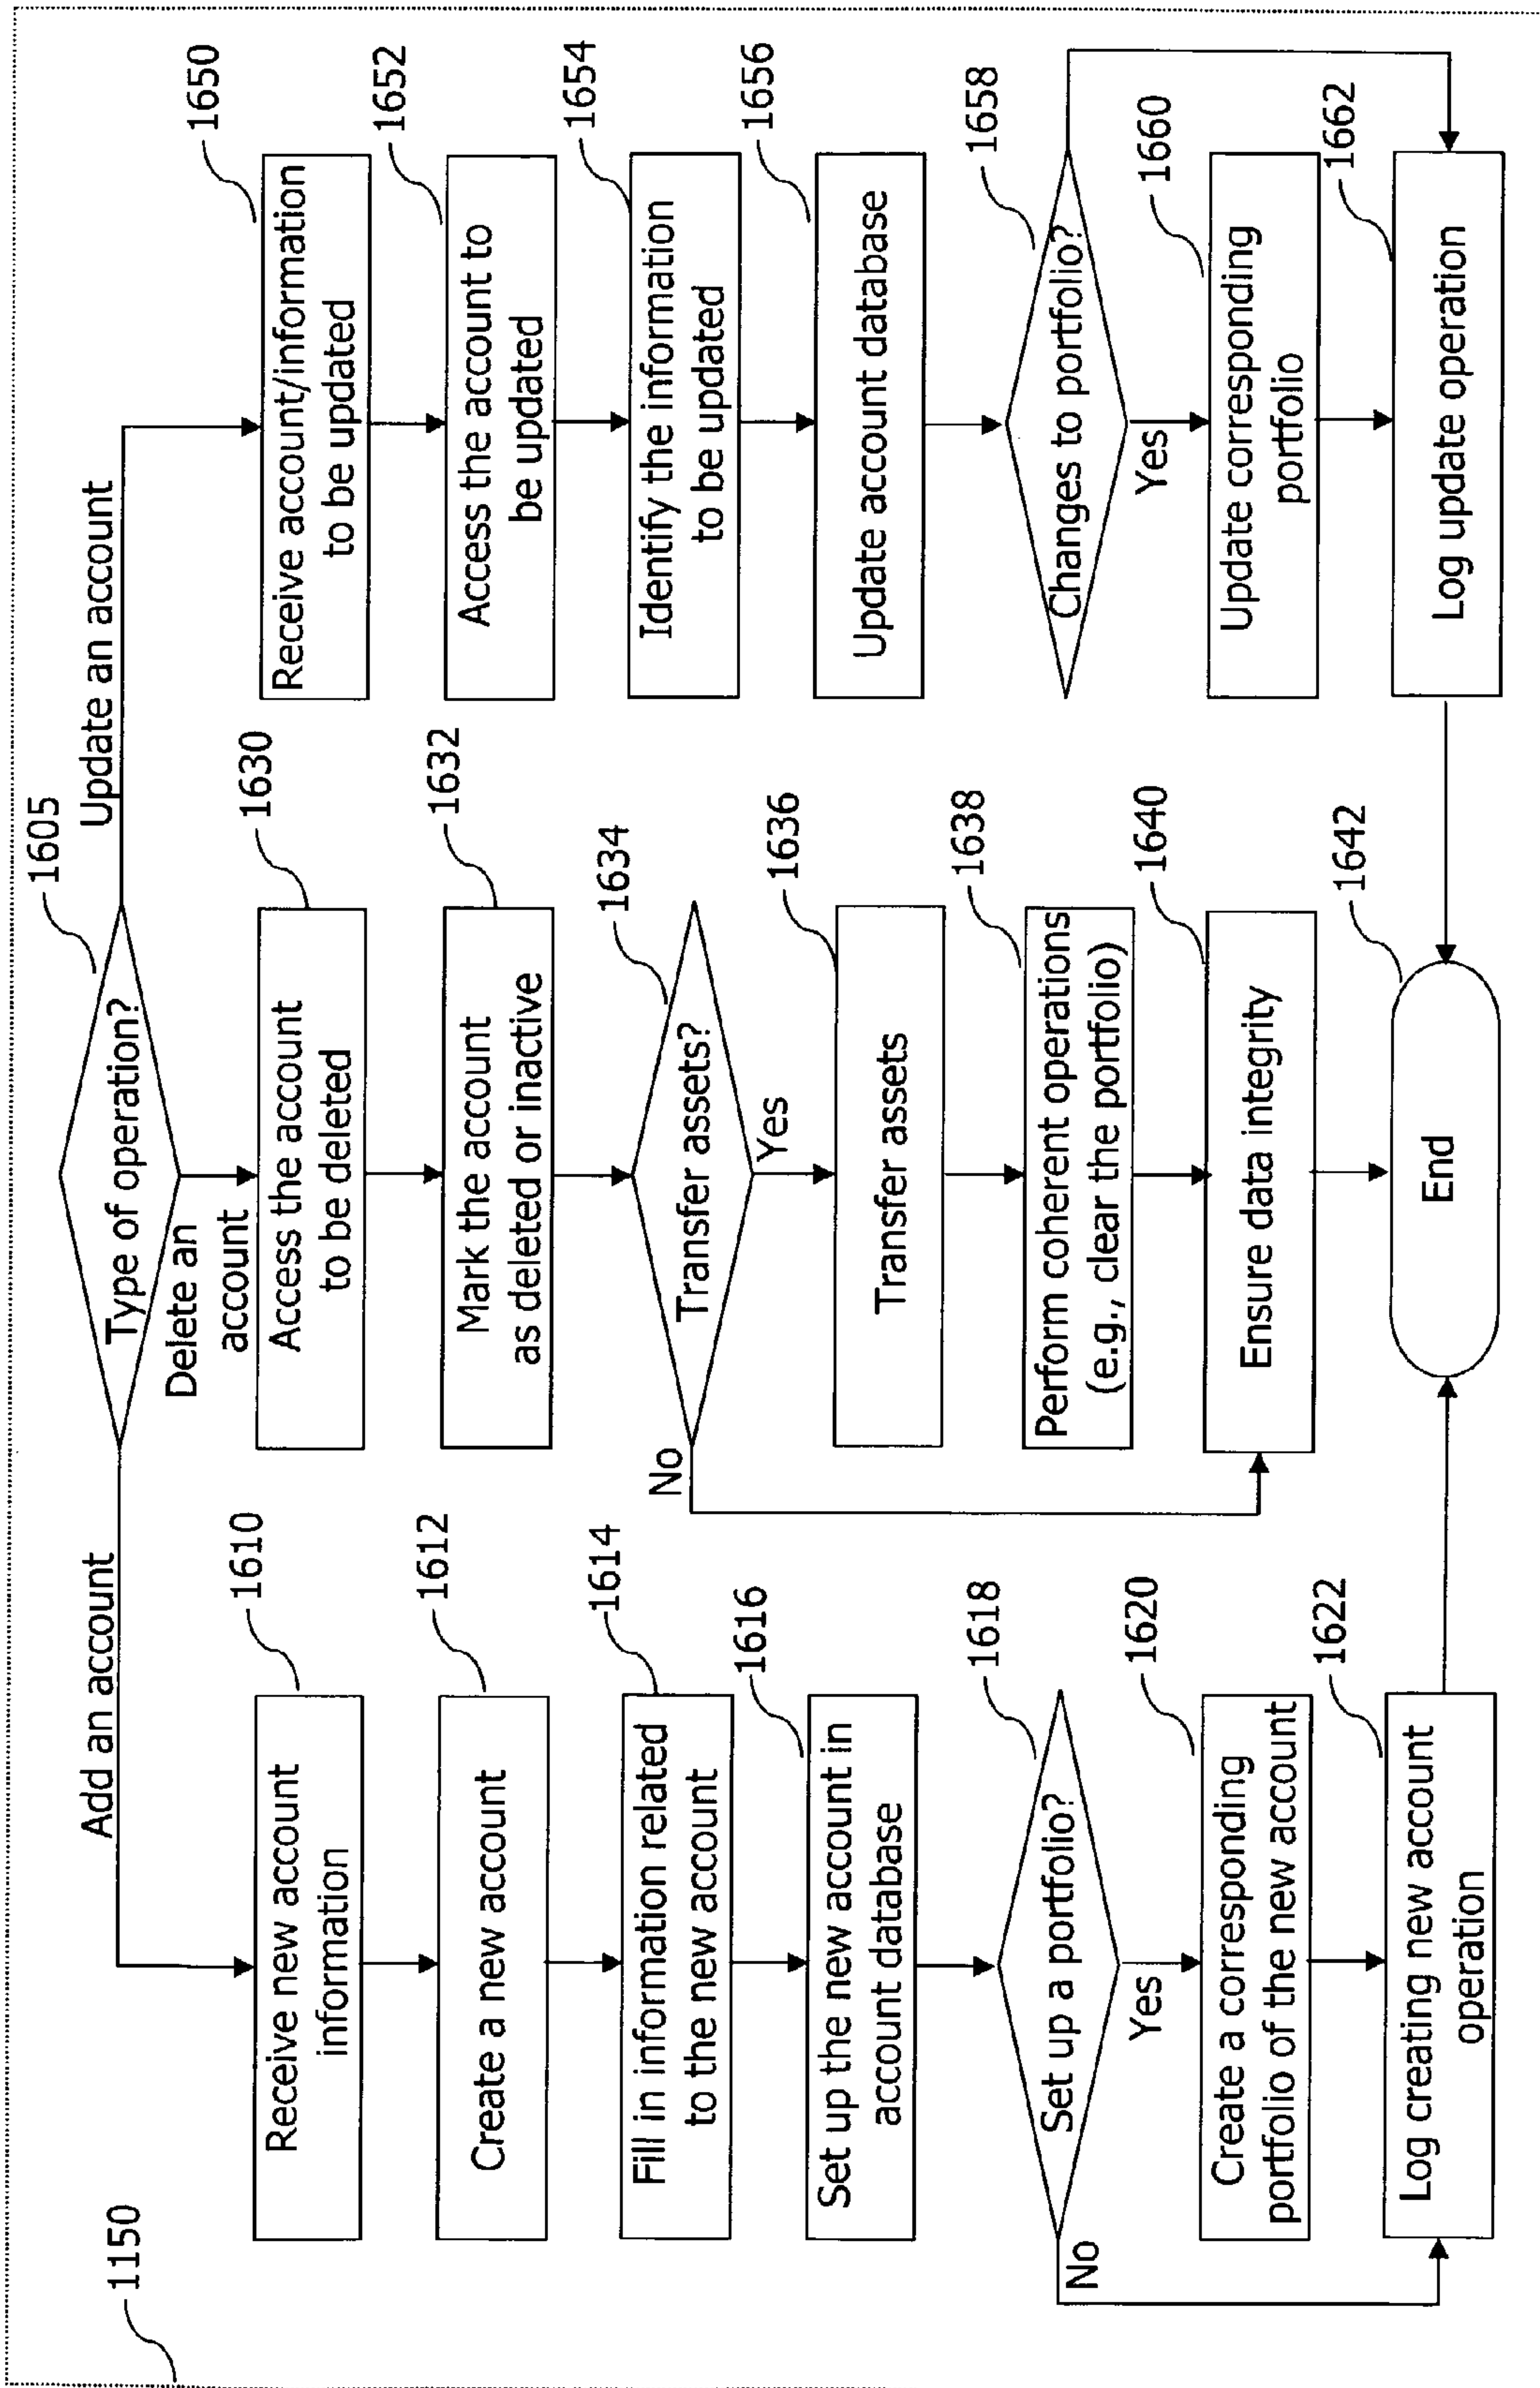 1150
1605
Type of operation?
Add an account
Delete an
account
Update an account
1610
Receive new account
information
1612
Create a new account
1614
Fill in information related
to the new account
1616
Set up the new account in
account database
1618
Set up a portfolio?
No
Yes
1620
Create a corresponding
portfolio of the new account
1622
Log creating new account
operation
1630
Access the account
to be deleted
1632
Mark the account
as deleted or inactive
1634
Transfer assets?
No
Yes
1636
Transfer assets
1638
Perform coherent operations
(e.g., clear the portfolio)
1640
Ensure data integrity
1642
End
1650
Receive account/information
to be updated
1652
Access the account to
be updated
1654
Identify the information
to be updated
1656
Update account database
1658
Changes to portfolio?
Yes
1660
Update corresponding
portfolio
1662
Log update operation